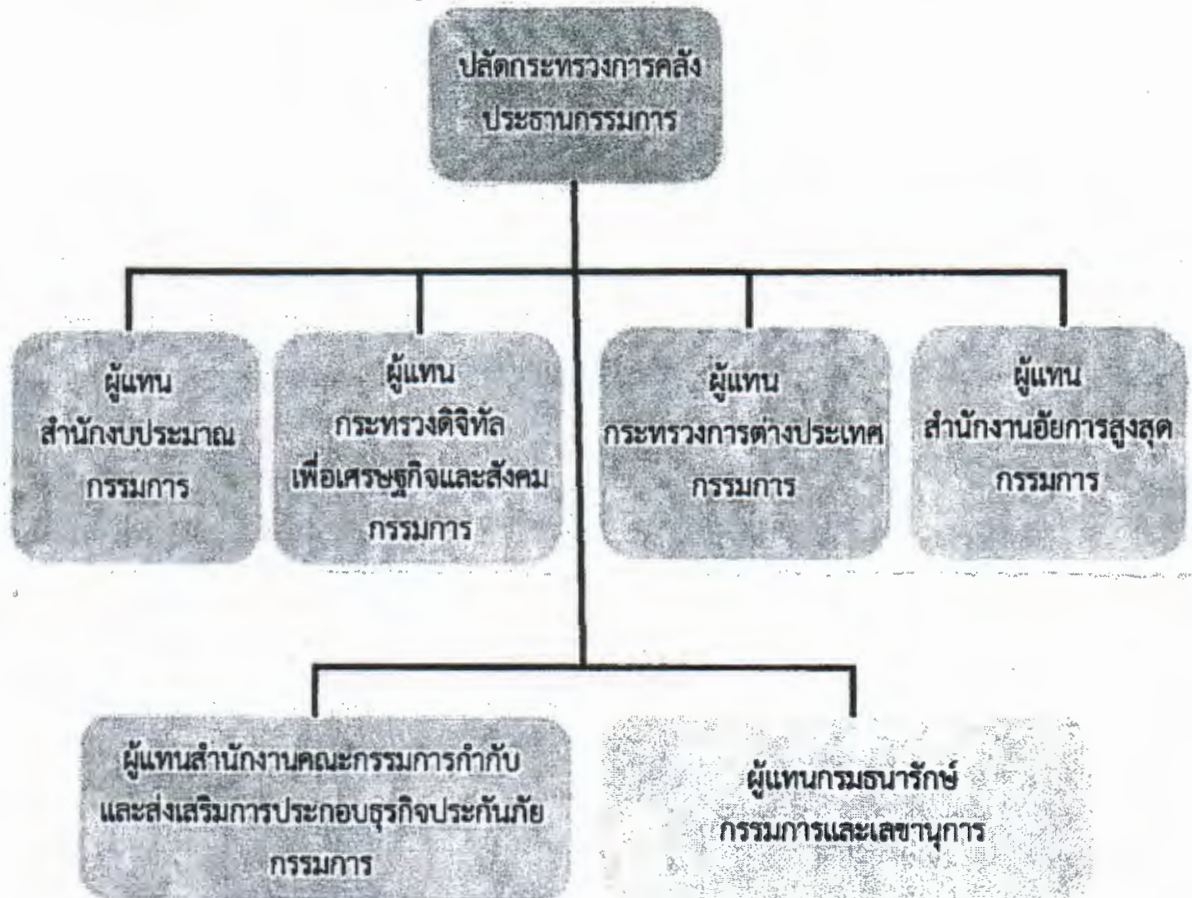 ปลัดกระทรวงการคลัง
ประธานกรรมการ
ผู้แทน
สำนักงบประมาณ
กรรมการ
ผู้แทน
กระทรวงดิจิทัล
เพื่อเศรษฐกิจและสังคม
กรรมการ
ผู้แทน
กระทรวงการต่างประเทศ
กรรมการ
ผู้แทน
สำนักงานอัยการสูงสุด
กรรมการ
ผู้แทนสำนักงานคณะกรรมการกำกับ
และส่งเสริมการประกอบธุรกิจประกันภัย
กรรมการ
ผู้แทนกรมธนารักษ์
กรรมการและเลขานุการ